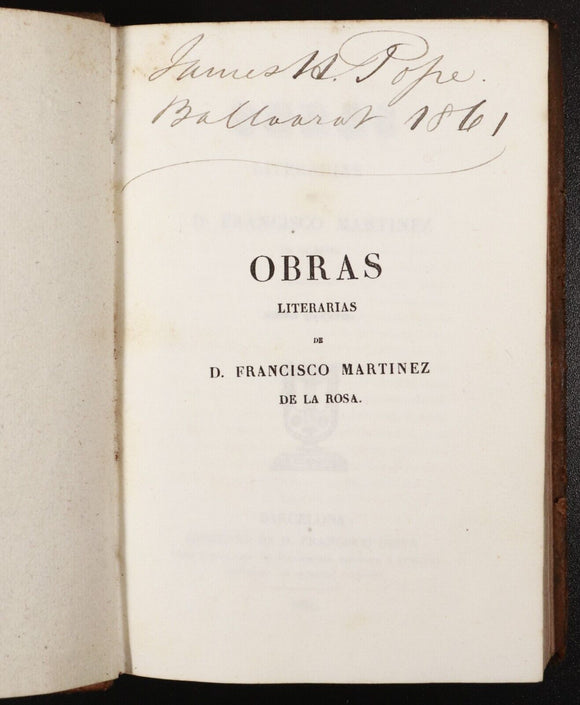 James H. Pope.
Ballaarat 1861
OBRAS
LITERARIAS
DE
D. FRANCISCO MARTINEZ
DE LA ROSA.